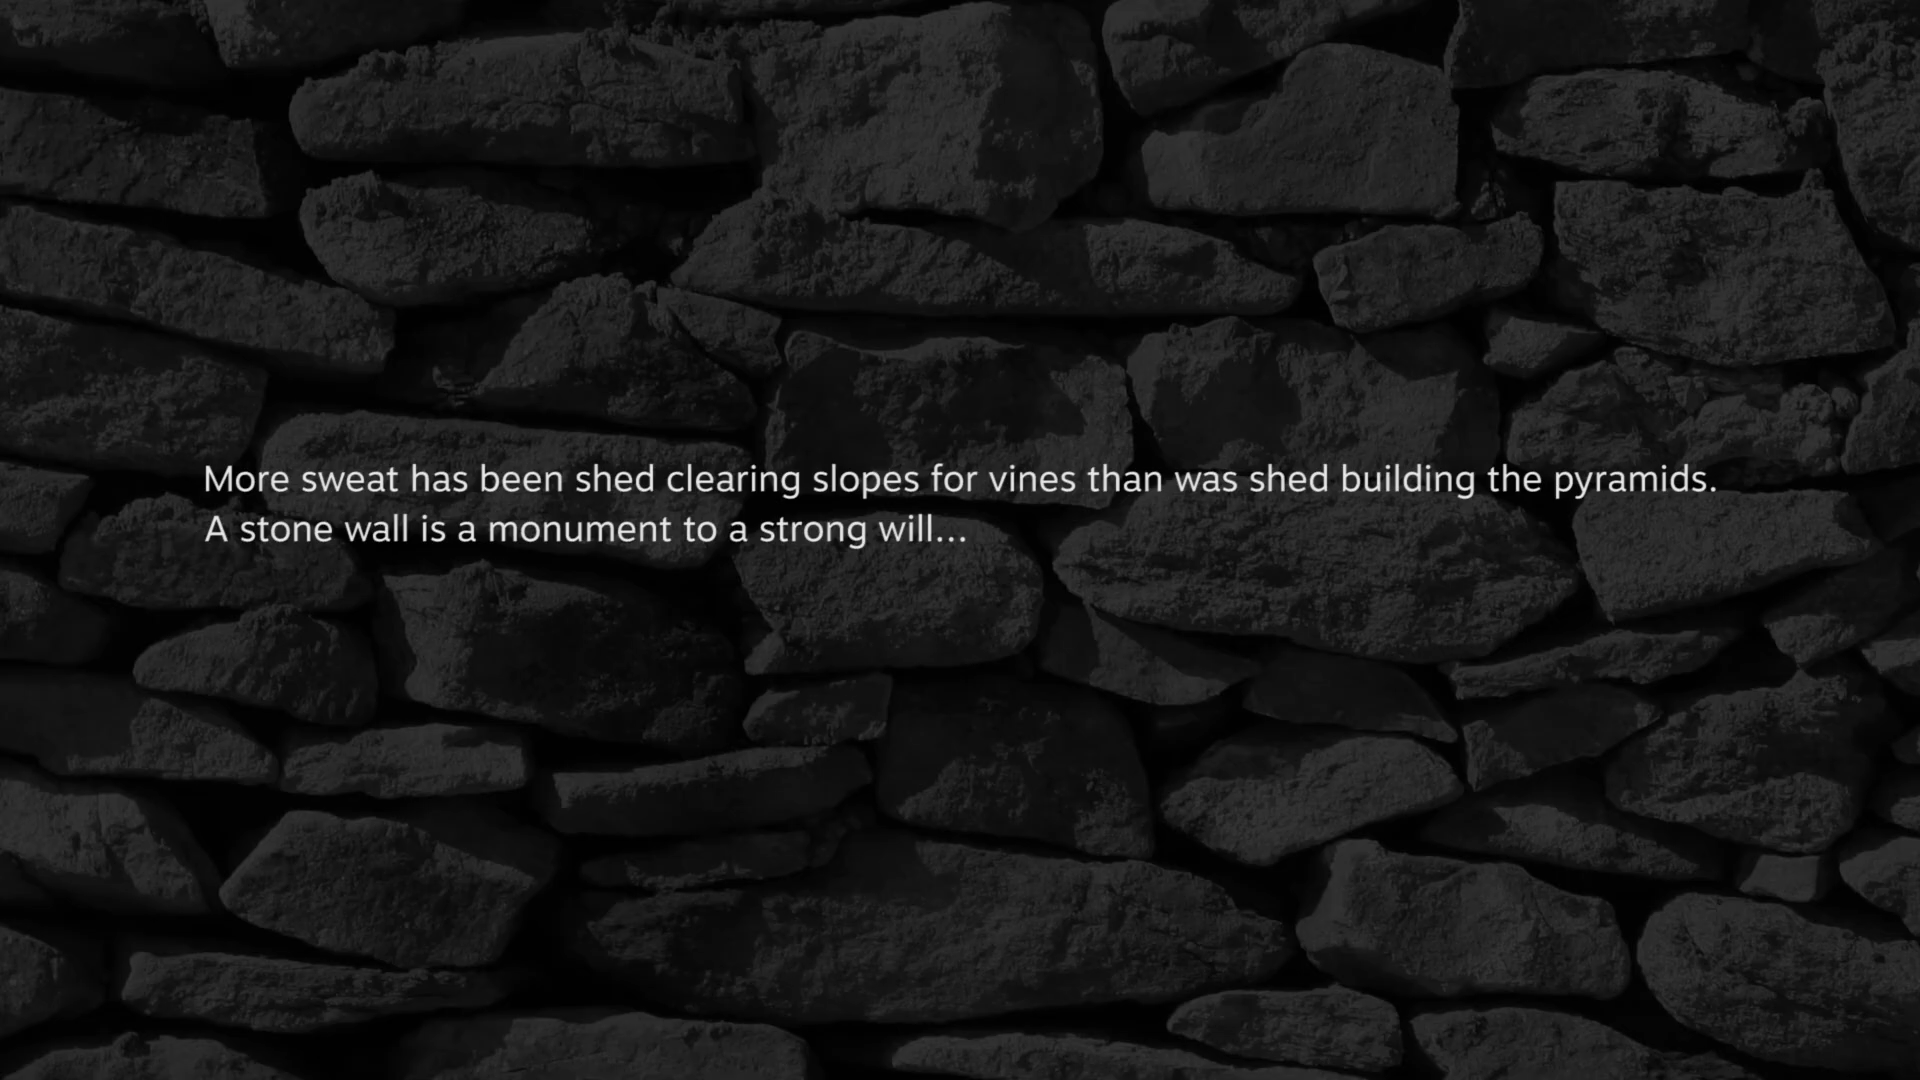 More sweat has been shed clearing slopes for vines than was shed building the pyramids.
A stone wall is a monument to a strong will...